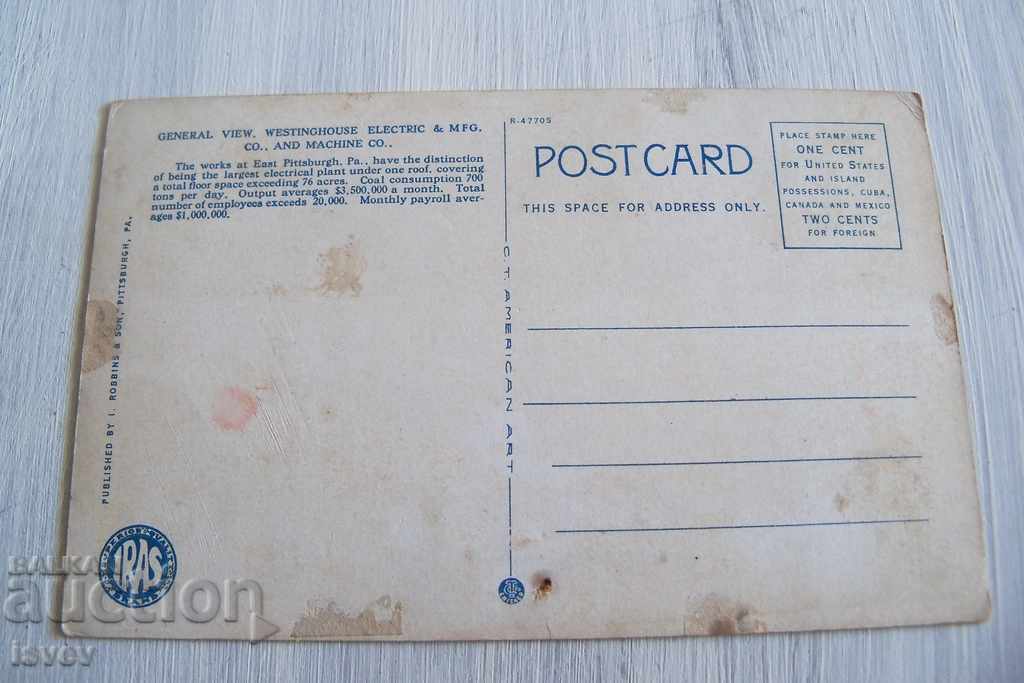 GENERAL VIEW, WESTINGHOUSE ELECTRIC & MFG.
CO., AND MACHINE CO.,
The works at East Pittsburgh, Pa., have the distinction
of being the largest electrical plant under one roof, covering
a total floor space exceeding 76 acres. Coal consumption 700
tons per day. Output averages $3,500,000 a month. Total
number of employees exceeds 20,000. Monthly payroll aver-
ages $1,000,000.
PUBLISHED BY I. ROBBINS & SON, PITTSBURGH, PA.
IRAS
R-47705
POSTCARD
THIS SPACE FOR ADDRESS ONLY.
PLACE STAMP HERE
ONE CENT
FOR UNITED STATES
AND ISLAND
POSSESSIONS, CUBA,
CANADA AND MEXICO
TWO CENTS
FOR FOREIGN
C.T. AMERICAN ART
auction
isvev